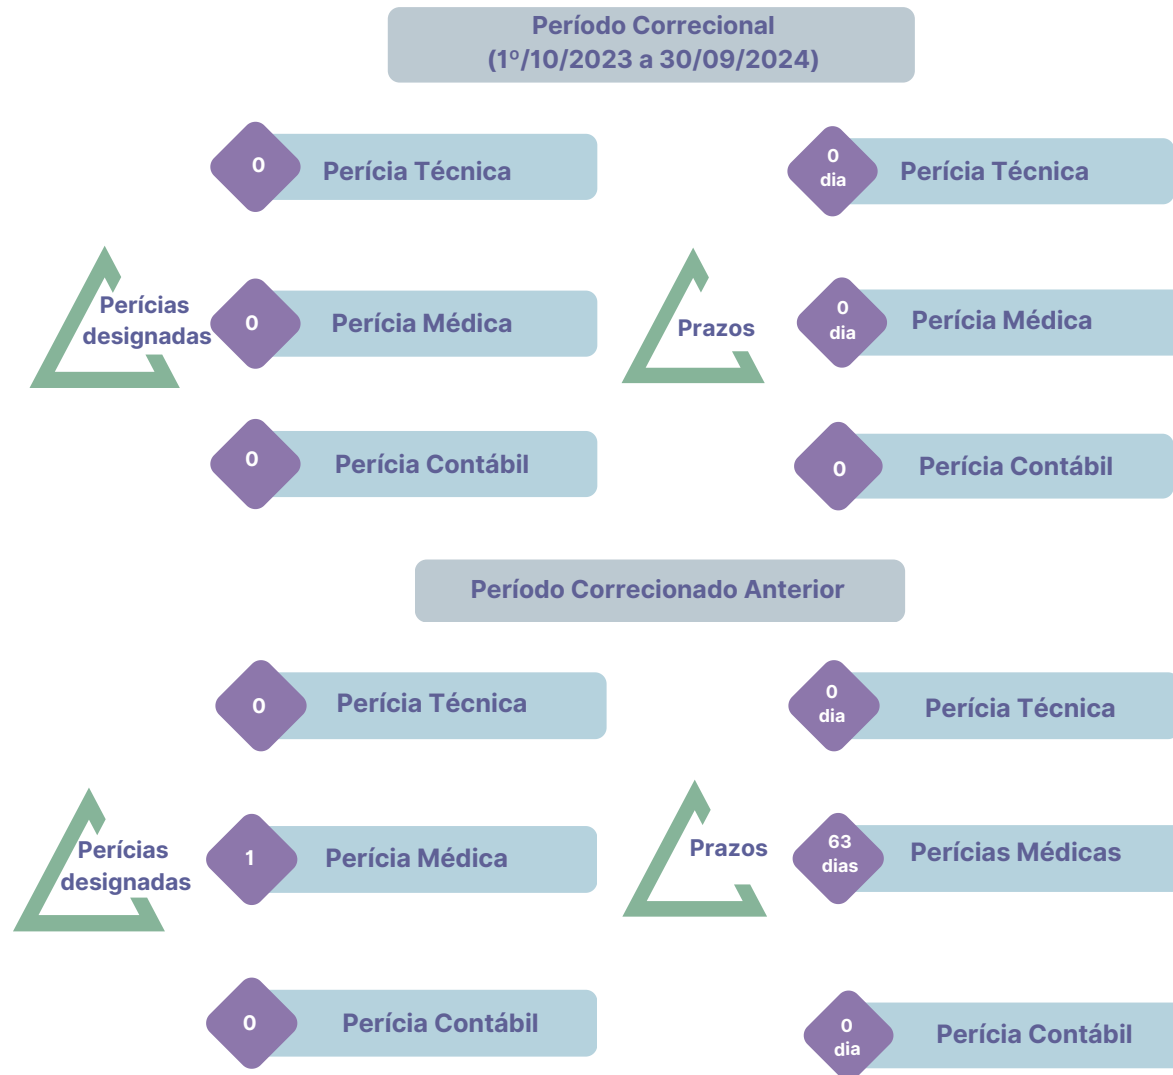 Período Correcional
(1º/10/2023 a 30/09/2024)
0
Perícia Técnica
Perícias
designadas
0
Perícia Médica
0
Perícia Contábil
0
dia
Perícia Técnica
Prazos
0
dia
Perícia Médica
0
Perícia Contábil
Período Correcionado Anterior
0
Perícia Técnica
Perícias
designadas
1
Perícia Médica
0
Perícia Contábil
0
dia
Perícia Técnica
Prazos
63
dias
Perícias Médicas
0
dia
Perícia Contábil